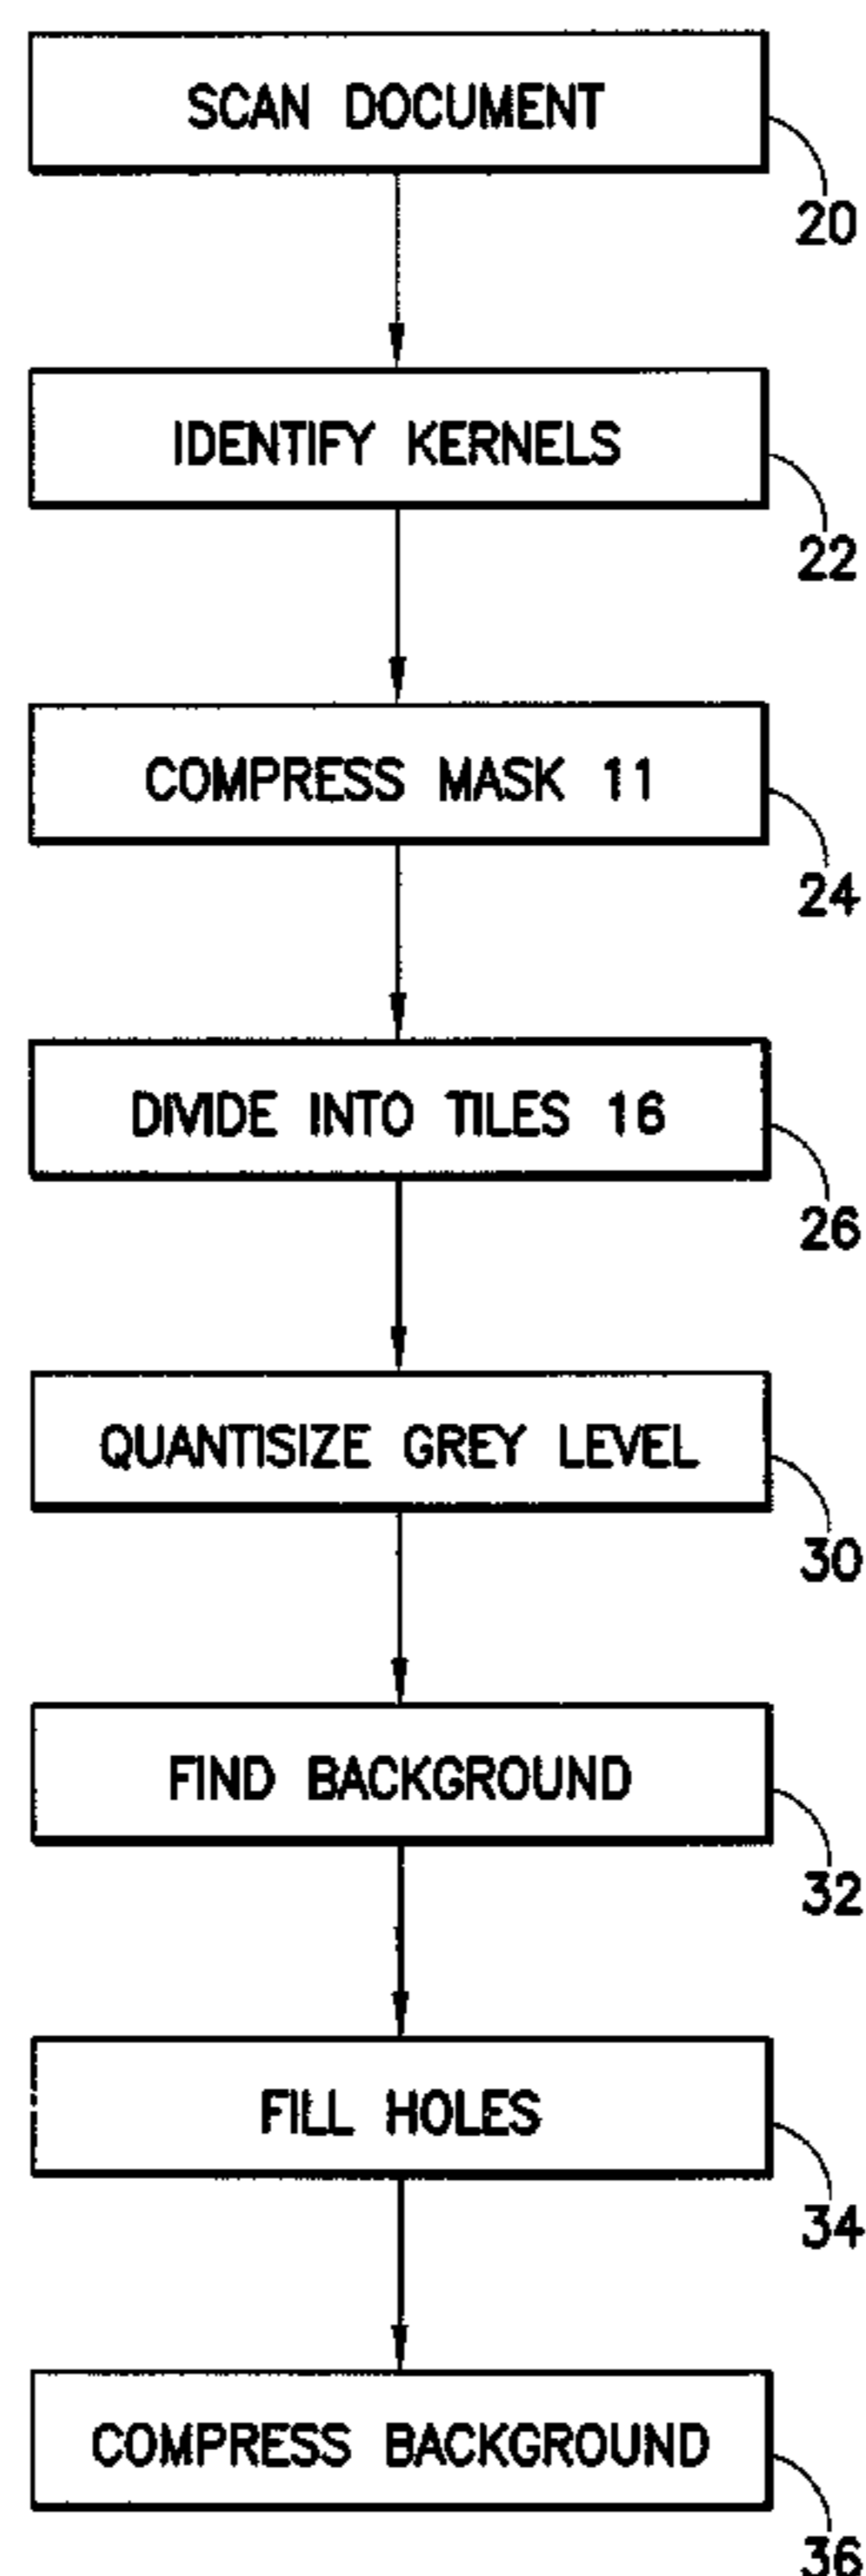 SCAN DOCUMENT
20
IDENTIFY KERNELS
22
COMPRESS MASK 11
24
DIVIDE INTO TILES 16
26
QUANTISIZE GREY LEVEL
30
FIND BACKGROUND
32
FILL HOLES
34
COMPRESS BACKGROUND
36